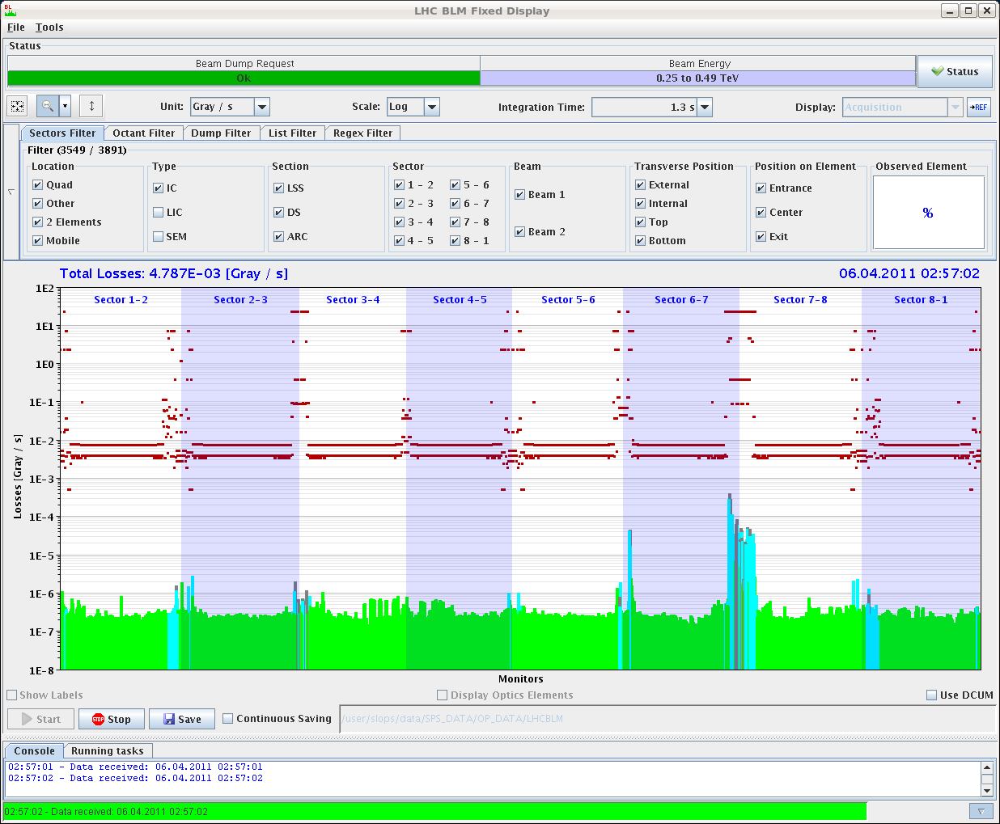 LHC BLM Fixed Display
File Tools
Status
Beam Dump Request Beam Energy
Ok 0.25 to 0.49 TeV Status
Unit: Gray / s Scale: Log Integration Time: 1.3 s Display: Acquisition REF
Sectors Filter Octant Filter Dump Filter List Filter Regex Filter
Filter (3549 / 3891)
Location Type Section Sector Beam Transverse Position Position on Element Observed Element
Quad IC LSS 1 - 2 5 - 6 Beam 1 External Entrance
Other LIC DS 2 - 3 6 - 7 Internal Center %
2 Elements SEM ARC 3 - 4 7 - 8 Beam 2 Top Exit
Mobile 4 - 5 8 - 1 Bottom
Total Losses: 4.787E-03 [Gray / s] 06.04.2011 02:57:02
Sector 1-2 Sector 2-3 Sector 3-4 Sector 4-5 Sector 5-6 Sector 6-7 Sector 7-8 Sector 8-1
1E2
1E1
1E0
1E-1
1E-2
1E-3
1E-4
1E-5
1E-6
1E-7
1E-8
Losses [Gray / s]
Monitors
Show Labels Display Optics Elements Use DCUM
Start STOP Stop Save Continuous Saving /user/slops/data/SPS_DATA/OP_DATA/LHCBLM
Console Running tasks
02:57:01 - Data received: 06.04.2011 02:57:01
02:57:02 - Data received: 06.04.2011 02:57:02
02:57:02 - Data received: 06.04.2011 02:57:02